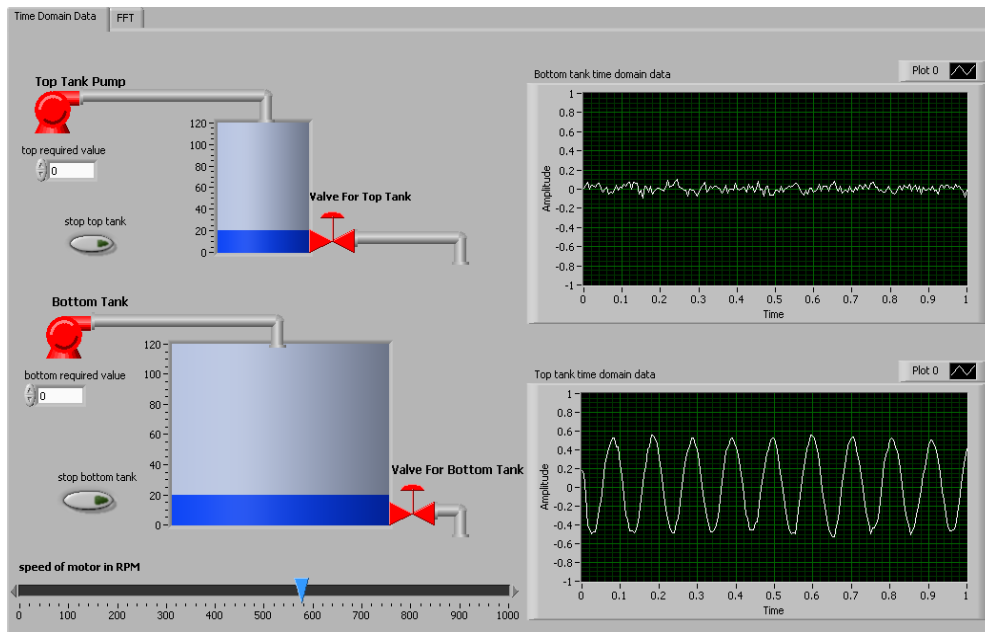 Time Domain Data
FFT
Top Tank Pump
top required value
0
stop top tank
120
100
80
60
40
20
0
Valve For Top Tank
Bottom Tank
bottom required value
0
stop bottom tank
120
100
80
60
40
20
0
Valve For Bottom Tank
speed of motor in RPM
0 100 200 300 400 500 600 700 800 900 1000
Bottom tank time domain data
Plot 0
Amplitude
1
0.8
0.6
0.4
0.2
0
-0.2
-0.4
-0.6
-0.8
-1
0 0.1 0.2 0.3 0.4 0.5 0.6 0.7 0.8 0.9 1
Time
Top tank time domain data
Plot 0
Amplitude
1
0.8
0.6
0.4
0.2
0
-0.2
-0.4
-0.6
-0.8
-1
0 0.1 0.2 0.3 0.4 0.5 0.6 0.7 0.8 0.9 1
Time